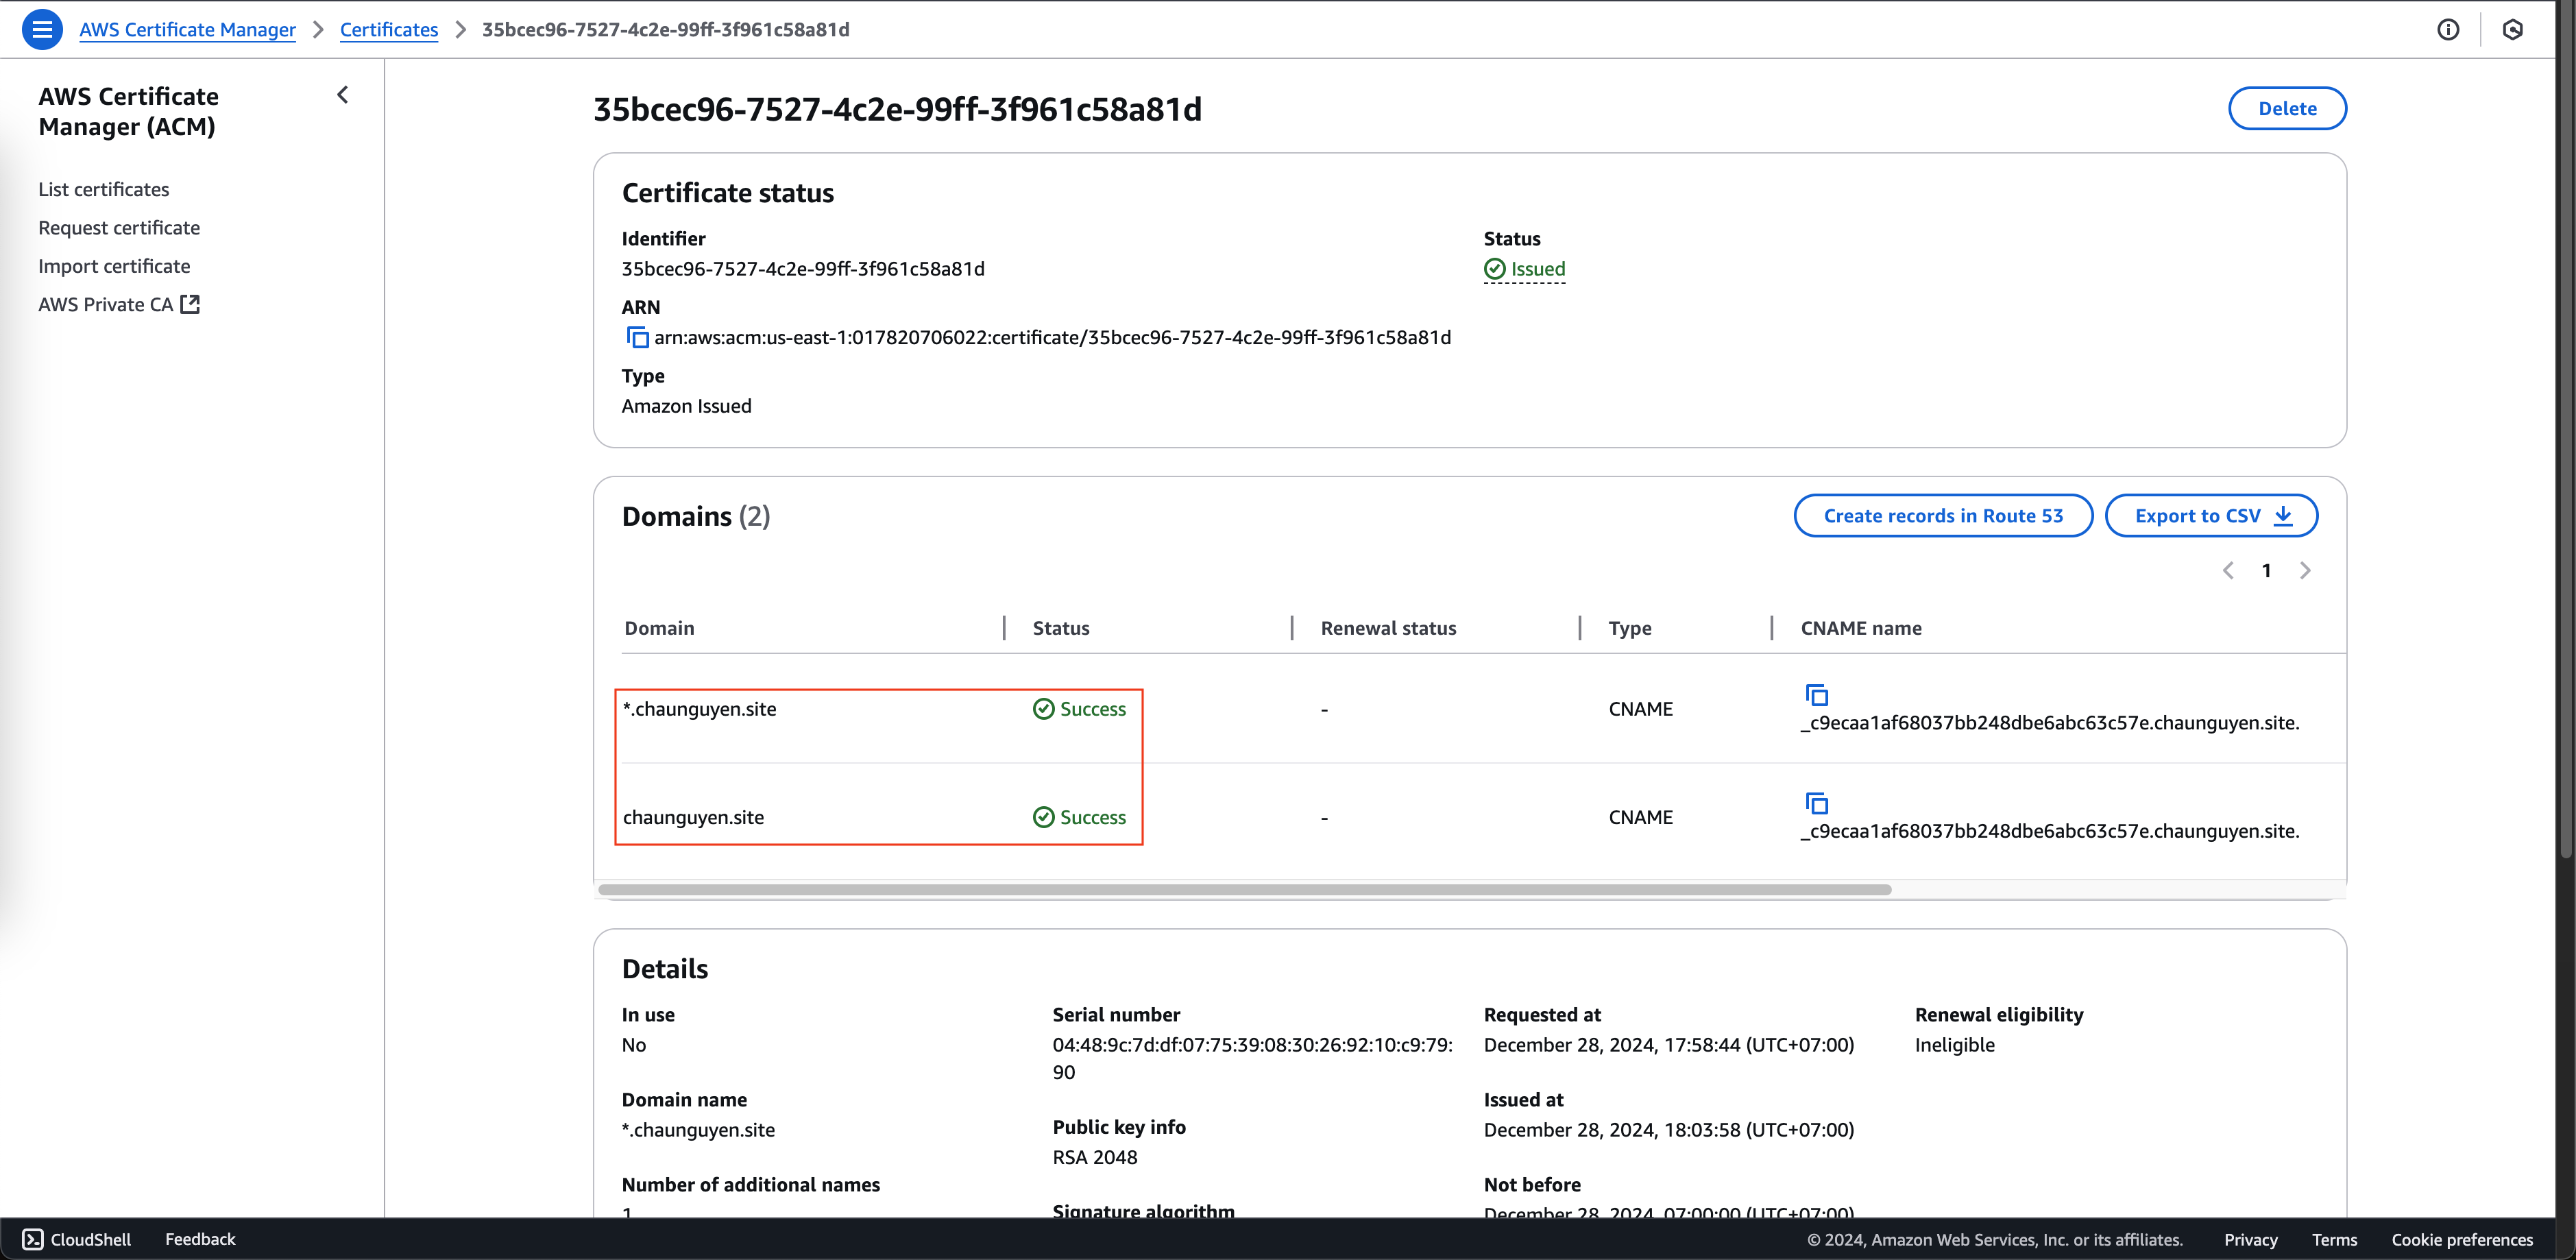 AWS Certificate Manager > Certificates > 35bcec96-7527-4c2e-99ff-3f961c58a81d
AWS Certificate
Manager (ACM)
List certificates
Request certificate
Import certificate
AWS Private CA
35bcec96-7527-4c2e-99ff-3f961c58a81d
Delete
Certificate status
Identifier
35bcec96-7527-4c2e-99ff-3f961c58a81d
Status
Issued
ARN
arn:aws:acm:us-east-1:017820706022:certificate/35bcec96-7527-4c2e-99ff-3f961c58a81d
Type
Amazon Issued
Domains (2)
Create records in Route 53
Export to CSV
1
Domain Status Renewal status Type CNAME name
*.chaunguyen.site Success - CNAME _c9ecaa1af68037bb248dbe6abc63c57e.chaunguyen.site.
chaunguyen.site Success - CNAME _c9ecaa1af68037bb248dbe6abc63c57e.chaunguyen.site.
Details
In use
No
Domain name
*.chaunguyen.site
Number of additional names
1
Serial number
04:48:9c:7d:df:07:75:39:08:30:26:92:10:c9:79:
90
Public key info
RSA 2048
Signature algorithm
Requested at
December 28, 2024, 17:58:44 (UTC+07:00)
Issued at
December 28, 2024, 18:03:58 (UTC+07:00)
Not before
December 28, 2024, 07:00:00 (UTC+07:00)
Renewal eligibility
Ineligible
CloudShell Feedback © 2024, Amazon Web Services, Inc. or its affiliates. Privacy Terms Cookie preferences